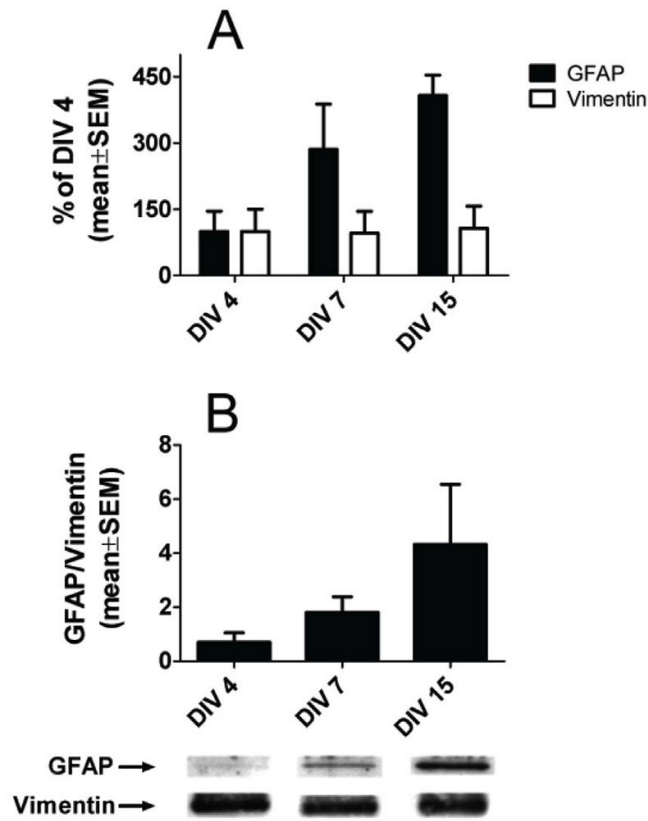 A
% of DIV 4
(mean±SEM)
450
300
150
0
GFAP
Vimentin
DIV 4
DIV 7
DIV 15
B
GFAP/Vimentin
(mean±SEM)
8
6
4
2
0
DIV 4
DIV 7
DIV 15
GFAP
Vimentin